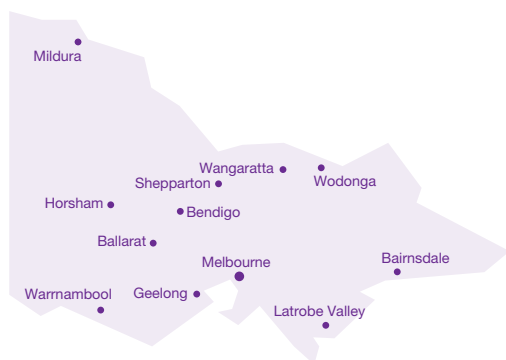 Mildura
Wangaratta
Shepparton
Wodonga
Horsham
Bendigo
Ballarat
Melbourne
Bairnsdale
Warrnambool
Geelong
Latrobe Valley